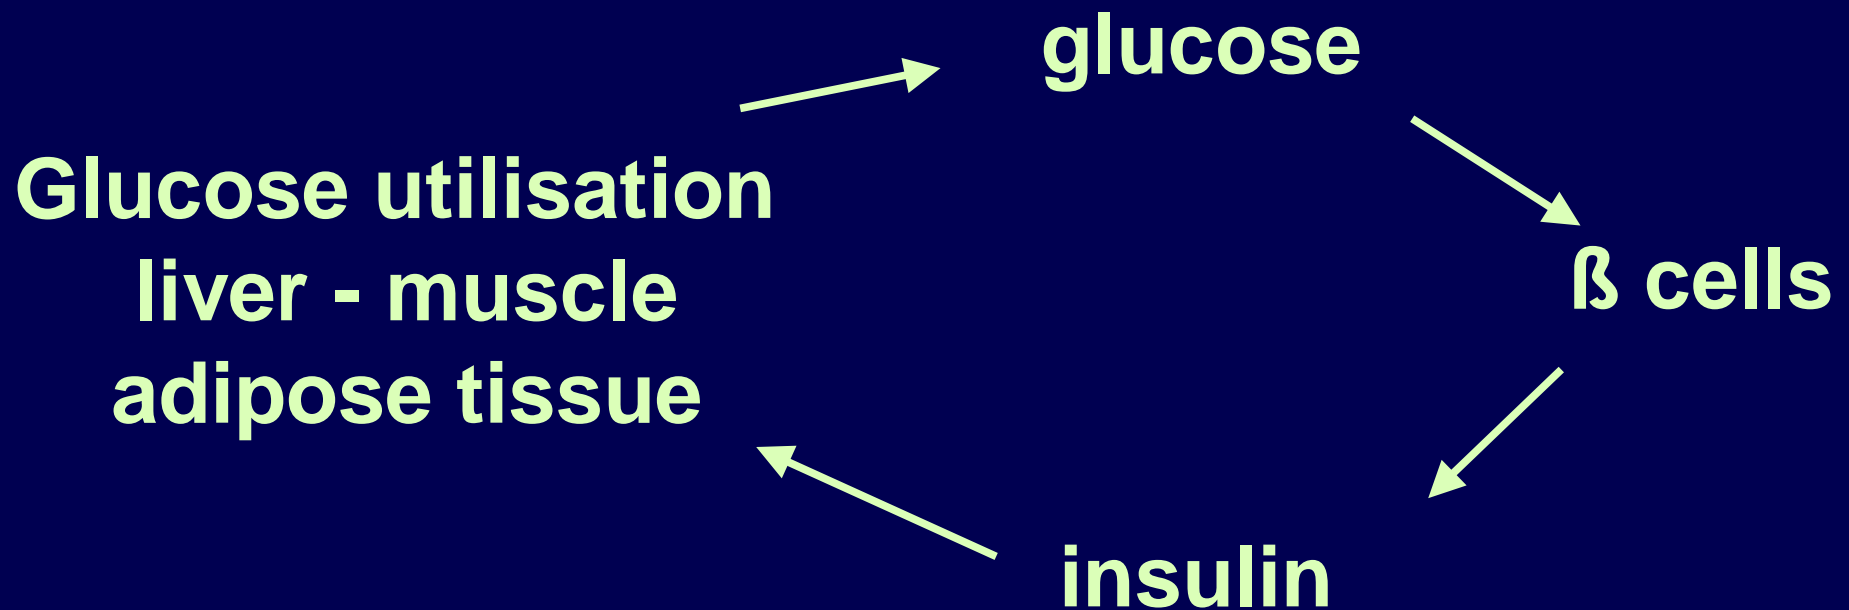 glucose
Glucose utilisation
liver - muscle
adipose tissue
ß cells
insulin